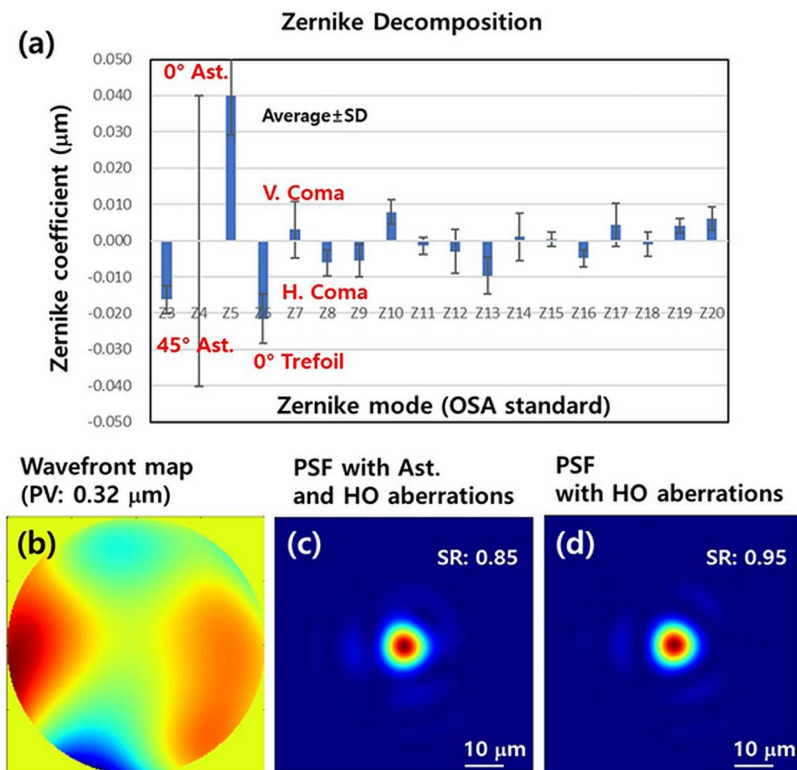 Zernike Decomposition
(a)
Zernike coefficient (μm)
0.050
0.040
0.030
0.020
0.010
0.000
-0.010
-0.020
-0.030
-0.040
-0.050
0° Ast.
Average±SD
V. Coma
H. Coma
Z3 Z4 Z5 Z6 Z7 Z8 Z9 Z10 Z11 Z12 Z13 Z14 Z15 Z16 Z17 Z18 Z19 Z20
45° Ast.
0° Trefoil
Zernike mode (OSA standard)
Wavefront map
(PV: 0.32 μm)
(b)
PSF with Ast.
and HO aberrations
(c)
SR: 0.85
10 μm
PSF
with HO aberrations
(d)
SR: 0.95
10 μm